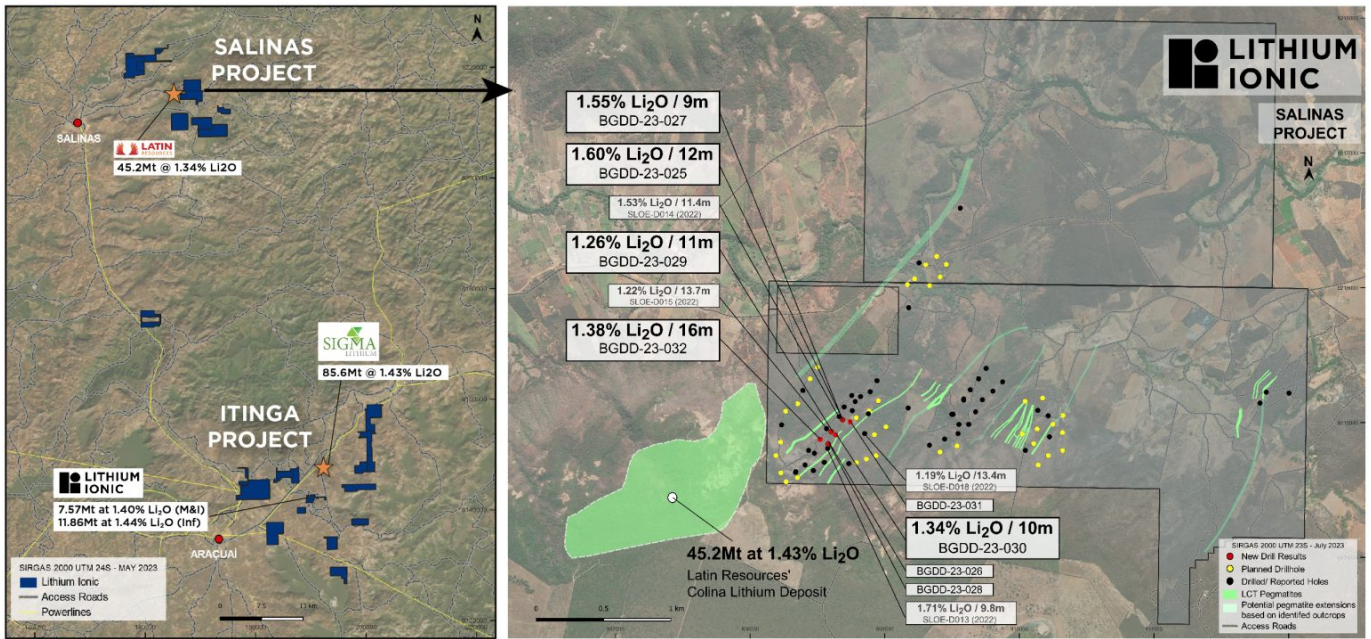 SALINAS
PROJECT
N
SALINAS
LATIN
RESOURCES
45.2Mt @ 1.34% Li2O
SIGMA
LITHIUM
85.6Mt @ 1.43% Li2O
ITINGA
PROJECT
LITHIUM
IONIC
7.57Mt at 1.40% Li₂O (M&I)
11.86Mt at 1.44% Li₂O (Inf)
ARAÇUAÍ
SIRGAS 2000 UTM 24S - MAY 2023
Lithium Ionic
Access Roads
Powerlines
0 7.5 11 km
LITHIUM
IONIC
SALINAS
PROJECT
N
1.55% Li₂O / 9m
BGDD-23-027
1.60% Li₂O / 12m
BGDD-23-025
1.53% Li₂O / 11.4m
SLOE-D014 (2022)
1.26% Li₂O / 11m
BGDD-23-029
1.22% Li₂O / 13.7m
SLOE-D015 (2022)
1.38% Li₂O / 16m
BGDD-23-032
1.19% Li₂O /13.4m
SLOE-D018 (2022)
BGDD-23-031
1.34% Li₂O / 10m
BGDD-23-030
BGDD-23-026
BGDD-23-028
1.71% Li₂O / 9.8m
SLOE-D013 (2022)
45.2Mt at 1.43% Li₂O
Latin Resources'
Colina Lithium Deposit
0 0.5 1 km
SIRGAS 2000 UTM 23S - July 2023
New Drill Results
Planned Drillhole
Drilled/ Reported Holes
LCT Pegmatites
Potential pegmatite extensions
based on identifed outcrops
Access Roads